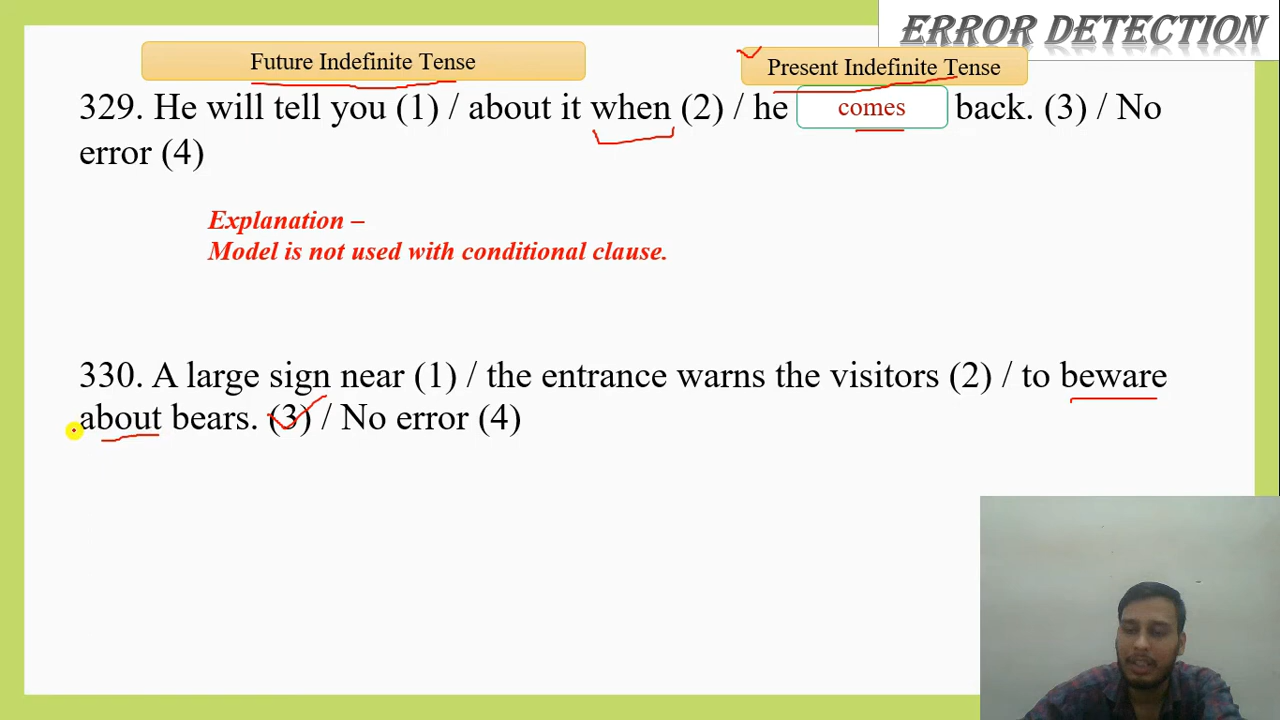 ERROR DETECTION
Future Indefinite Tense
Present Indefinite Tense
329. He will tell you (1) / about it when (2) / he comes back. (3) / No
error (4)
Explanation –
Model is not used with conditional clause.
330. A large sign near (1) / the entrance warns the visitors (2) / to beware
about bears. (3) / No error (4)